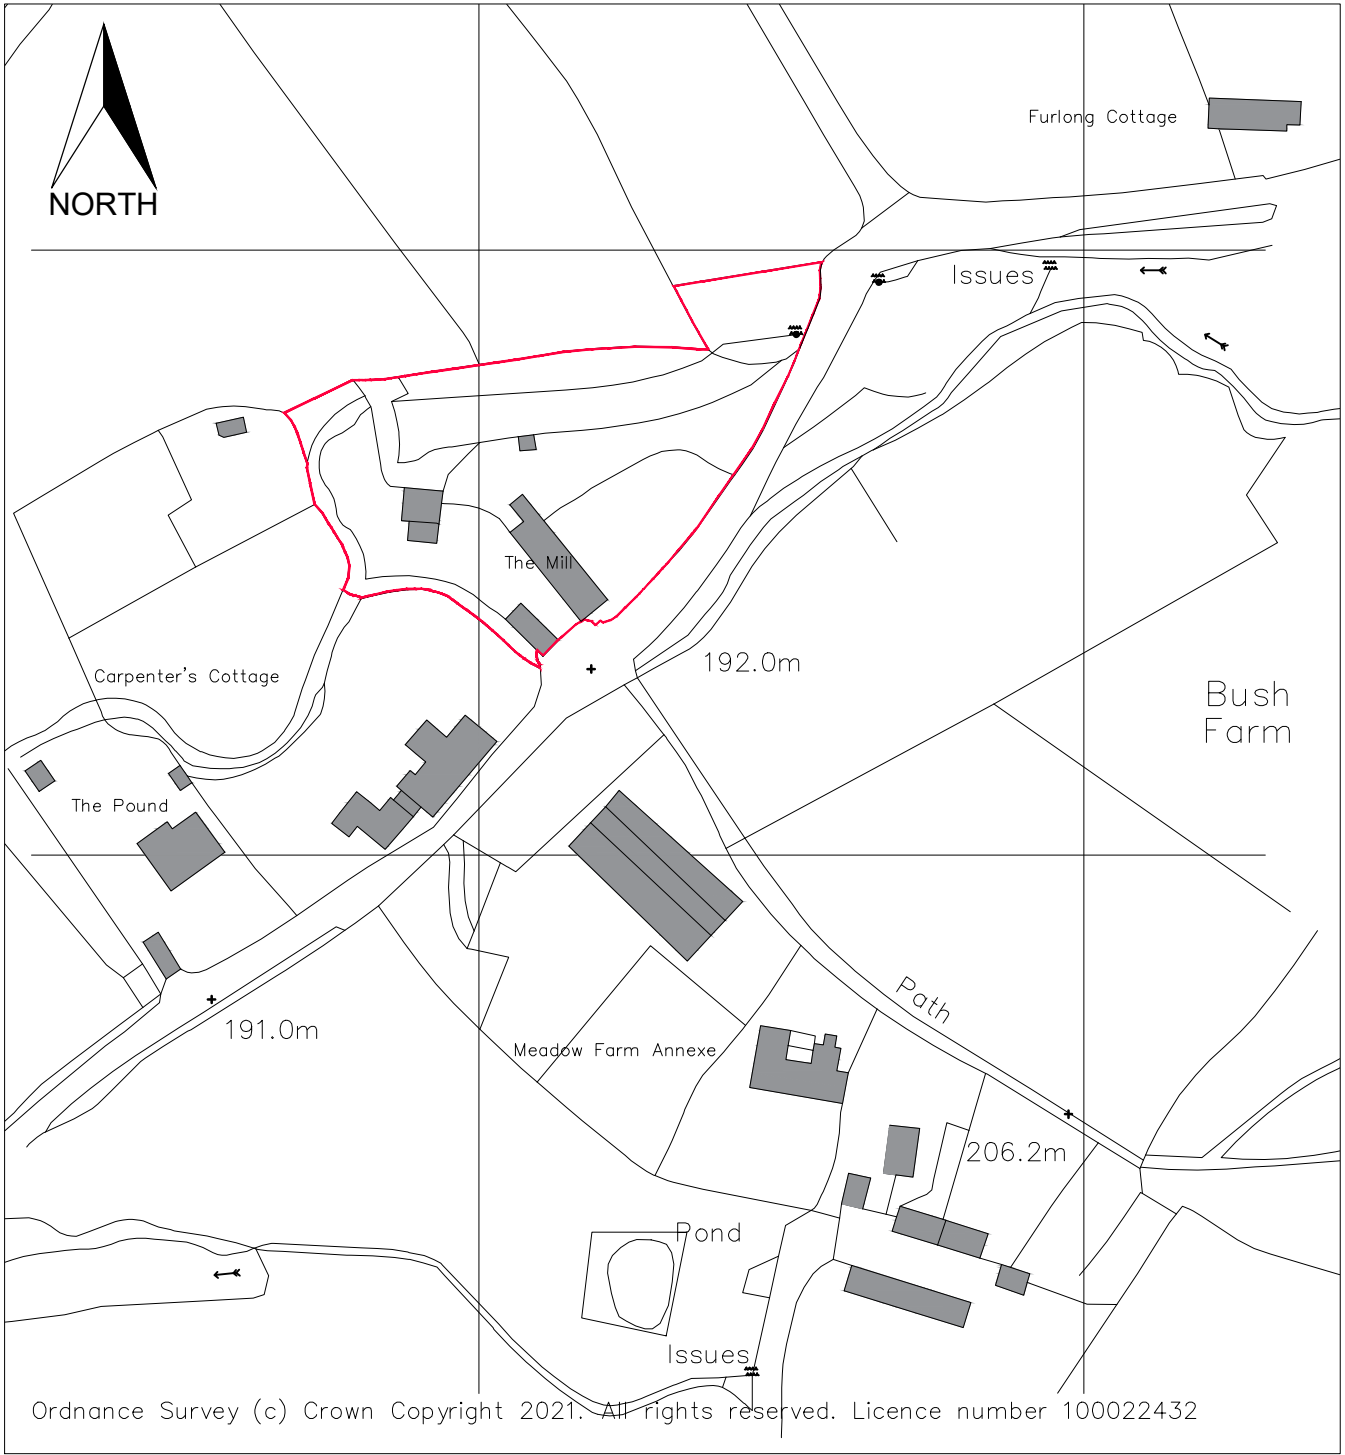 Furlong Cottage
NORTH
Issues
The Mill
192.0m
Carpenter's Cottage
Bush
Farm
The Pound
Path
191.0m
Meadow Farm Annexe
206.2m
Pond
Issues
Ordnance Survey (c) Crown Copyright 2021. All rights reserved. Licence number 100022432